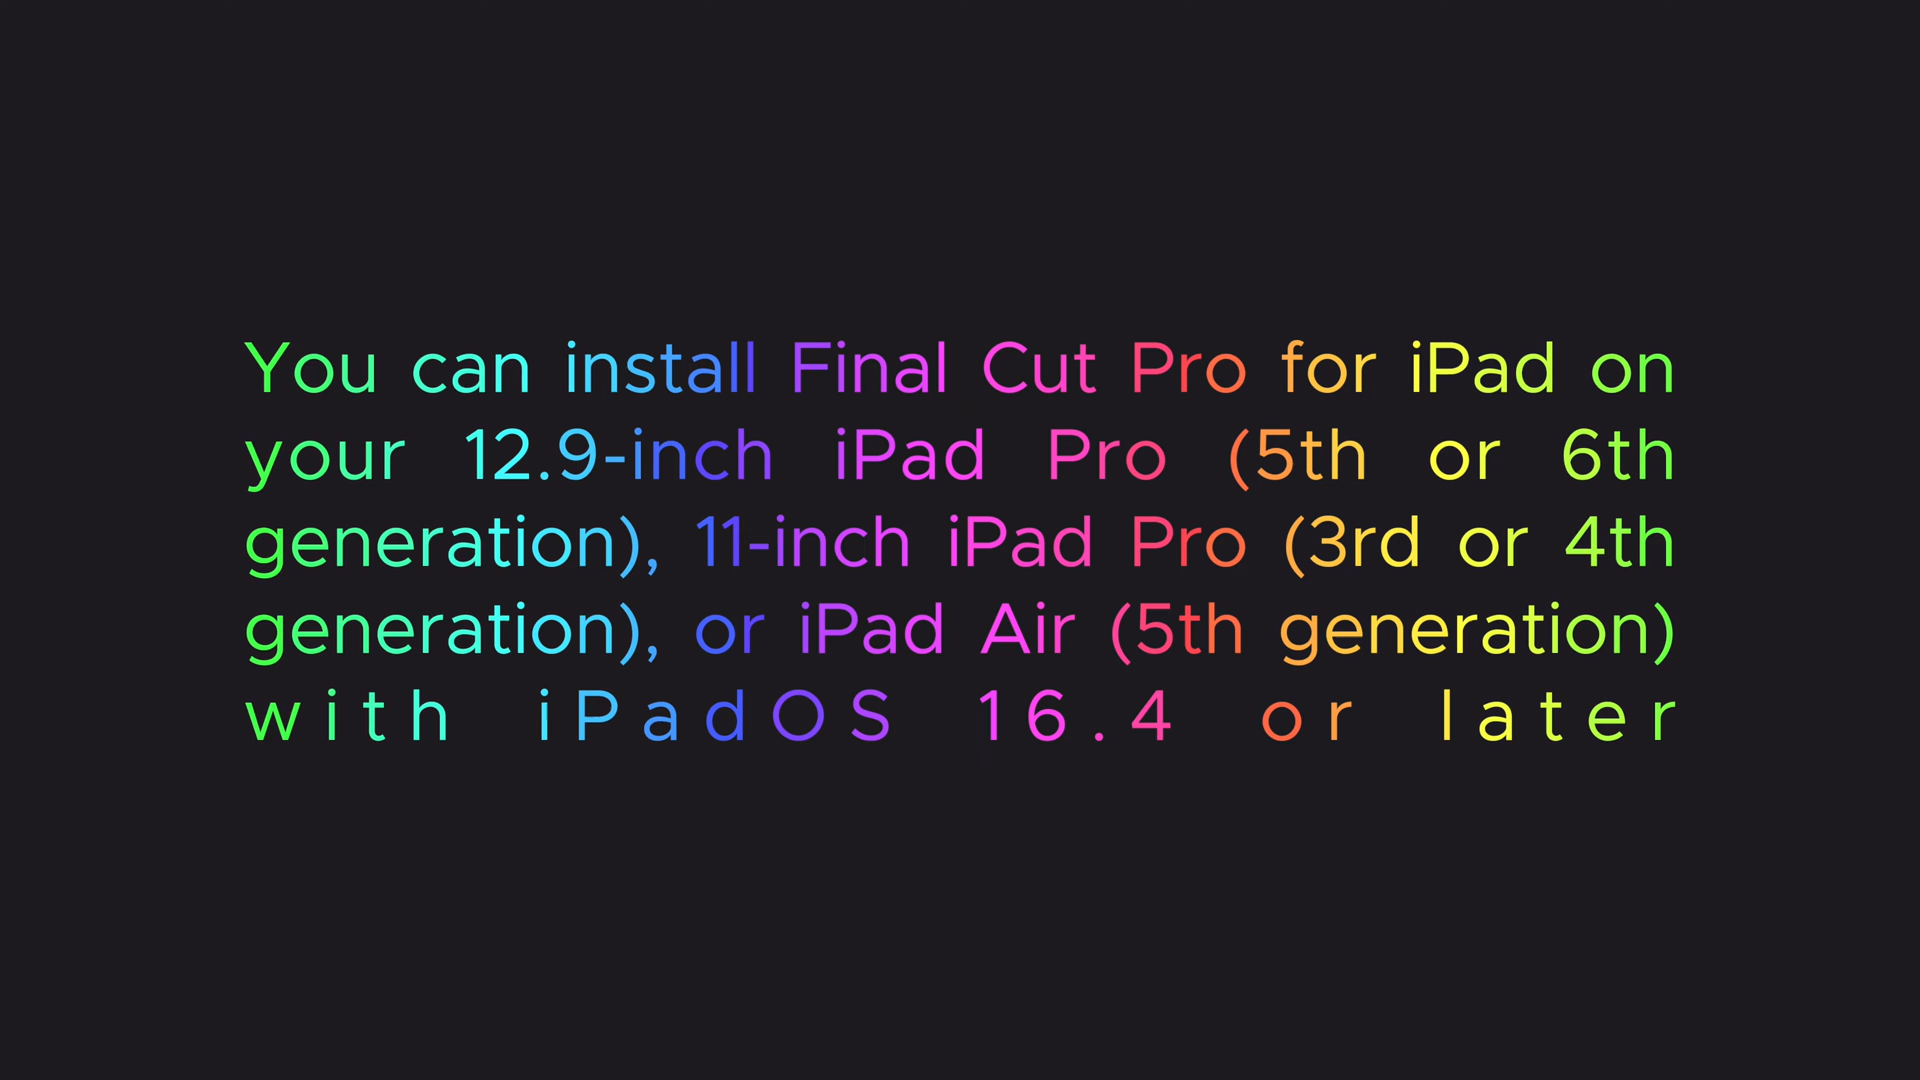 You can install Final Cut Pro for iPad on
your 12.9-inch iPad Pro (5th or 6th
generation), 11-inch iPad Pro (3rd or 4th
generation), or iPad Air (5th generation)
with iPadOS 16.4 or later